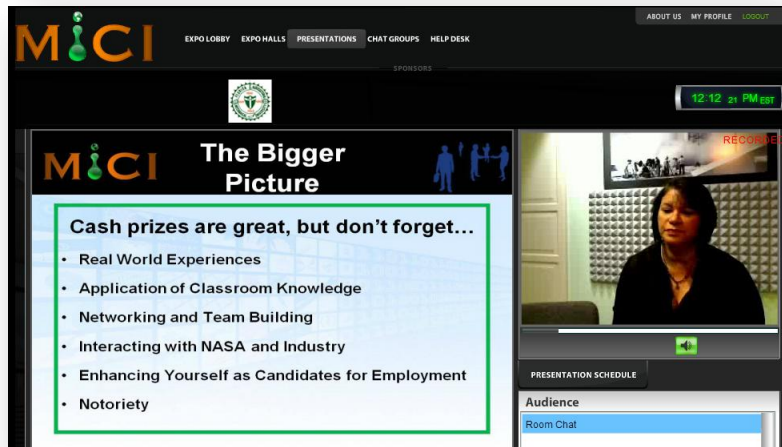 ABOUT US MY PROFILE LOGOUT
MiCI
EXPO LOBBY EXPO HALLS PRESENTATIONS CHAT GROUPS HELP DESK
SPONSORS
12:12 21 PM EST
MiCI
The Bigger
Picture
Cash prizes are great, but don’t forget...
• Real World Experiences
• Application of Classroom Knowledge
• Networking and Team Building
• Interacting with NASA and Industry
• Enhancing Yourself as Candidates for Employment
• Notoriety
RECORDE
PRESENTATION SCHEDULE
Audience
Room Chat